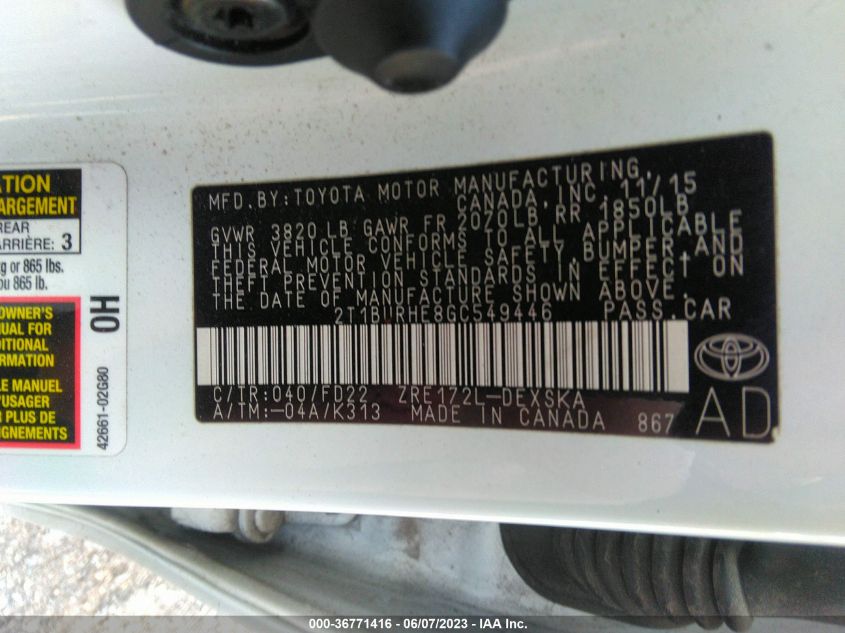 ATION
ARGEMENT
REAR
ARRIÈRE: 3
g or 865 lbs.
ou 865 lb.
OWNER'S
NUAL FOR
DITIONAL
ORMATION
LE MANUEL
'USAGER
R PLUS DE
IGNEMENTS
42661-02G80
OH
MFD. BY: TOYOTA MOTOR MANUFACTURING,
CANADA, INC. 11/15
GVWR 3820 LB GAWR FR 2070LB RR 1850LB
THIS VEHICLE CONFORMS TO ALL APPLICABLE
FEDERAL MOTOR VEHICLE SAFETY, BUMPER AND
THEFT PREVENTION STANDARDS IN EFFECT ON
THE DATE OF MANUFACTURE SHOWN ABOVE.
2T1BURHE8GC549446 PASS.CAR
C/TR: 040/FD22 ZRE172L-DEXSKA
A/TM: -04A/K313 MADE IN CANADA 867
AD
000-36771416 - 06/07/2023 - IAA Inc.